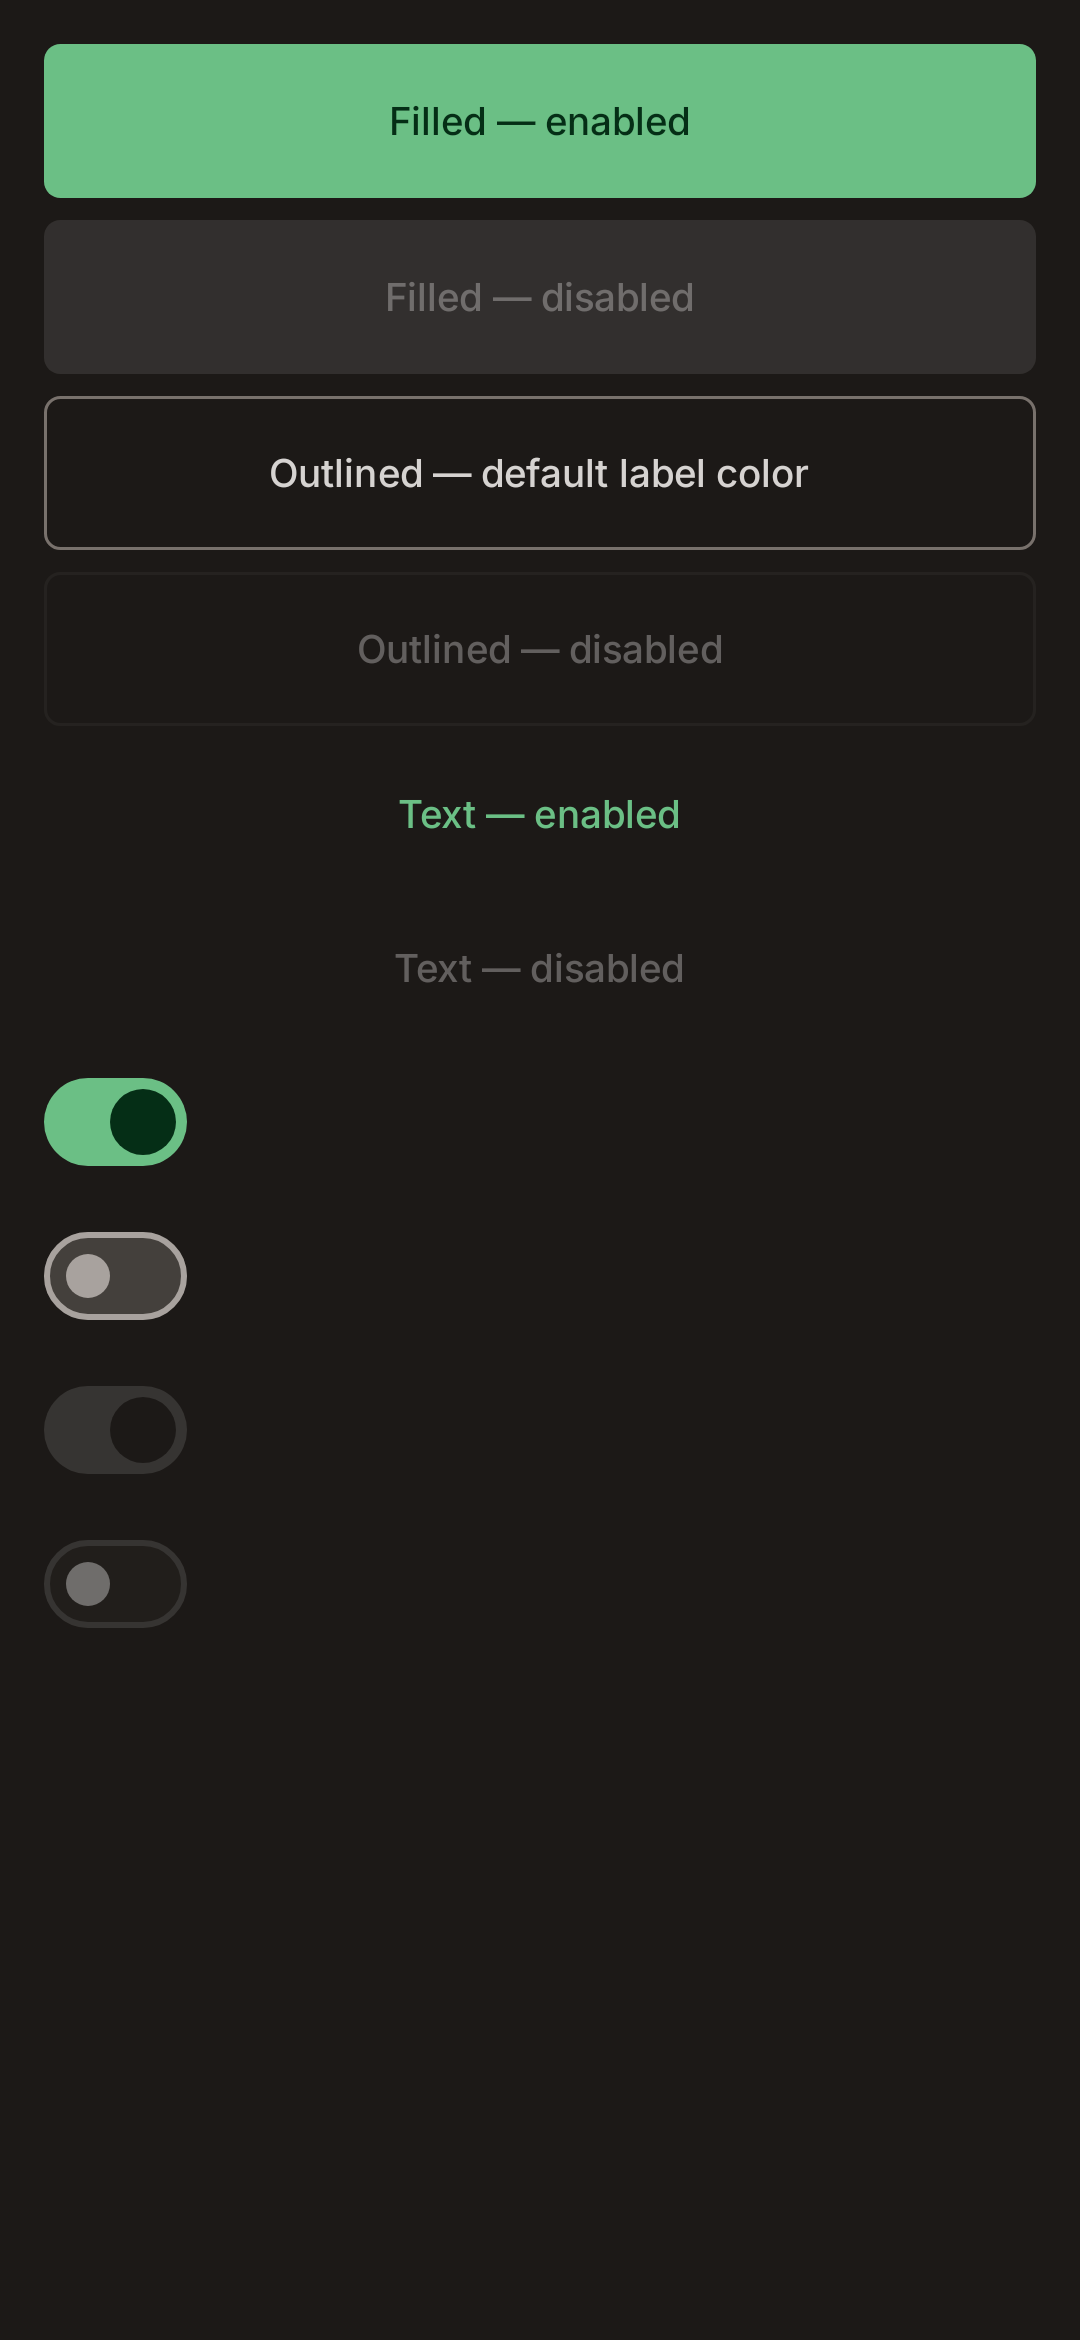 Filled — enabled
Filled — disabled
Outlined — default label color
Outlined — disabled
Text — enabled
Text — disabled